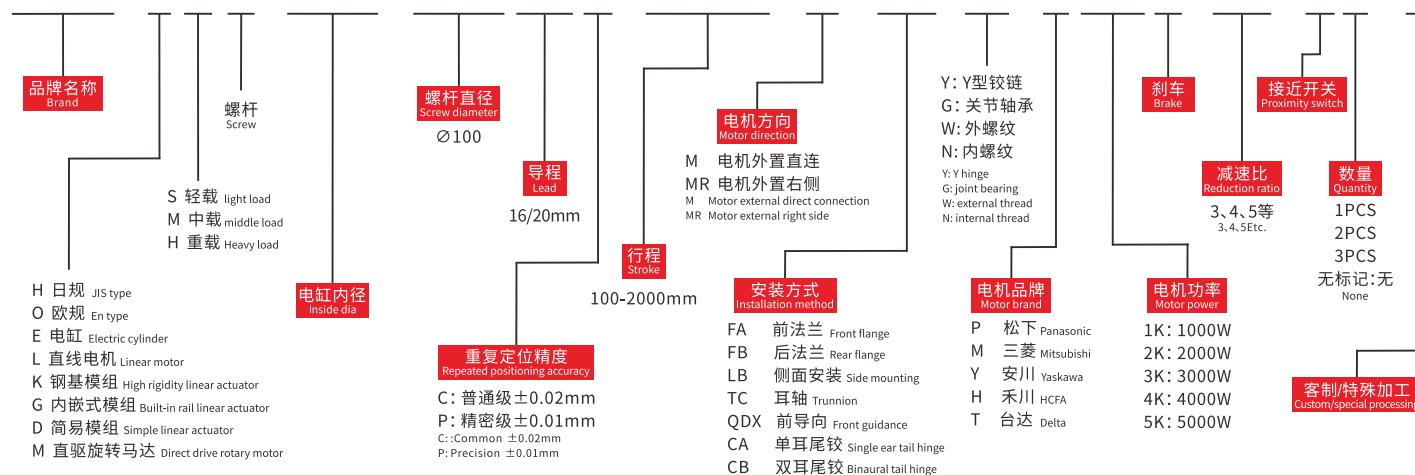 品牌名称
Brand
H 日规 JIS type
O 欧规 En type
E 电缸 Electric cylinder
L 直线电机 Linear motor
K 钢基模组 High rigidity linear actuator
G 内嵌式模组 Built-in rail linear actuator
D 简易模组 Simple linear actuator
M 直驱旋转马达 Direct drive rotary motor
S 轻载 light load
M 中载 middle load
H 重载 Heavy load
螺杆
Screw
电缸内径
Inside dia
螺杆直径
Screw diameter
∅100
导程
Lead
16/20mm
重复定位精度
Repeated positioning accuracy
C: 普通级±0.02mm
P: 精密级±0.01mm
C::Common ±0.02mm
P: Precision ±0.01mm
行程
Stroke
100-2000mm
电机方向
Motor direction
M 电机外置直连
MR 电机外置右侧
M Motor external direct connection
MR Motor external right side
安装方式
Installation method
FA 前法兰 Front flange
FB 后法兰 Rear flange
LB 侧面安装 Side mounting
TC 耳轴 Trunnion
QDX 前导向 Front guidance
CA 单耳尾铰 Single ear tail hinge
CB 双耳尾铰 Binaural tail hinge
Y: Y型铰链
G: 关节轴承
W: 外螺纹
N: 内螺纹
Y: Y hinge
G: joint bearing
W: external thread
N: internal thread
电机品牌
Motor brand
P 松下 Panasonic
M 三菱 Mitsubishi
Y 安川 Yaskawa
H 禾川 HCFA
T 台达 Delta
电机功率
Motor power
1K: 1000W
2K: 2000W
3K: 3000W
4K: 4000W
5K: 5000W
刹车
Brake
减速比
Reduction ratio
3、4、5等
3、4、5Etc.
接近开关
Proximity switch
数量
Quantity
1PCS
2PCS
3PCS
无标记:无
None
客制/特殊加工
Custom/special processing